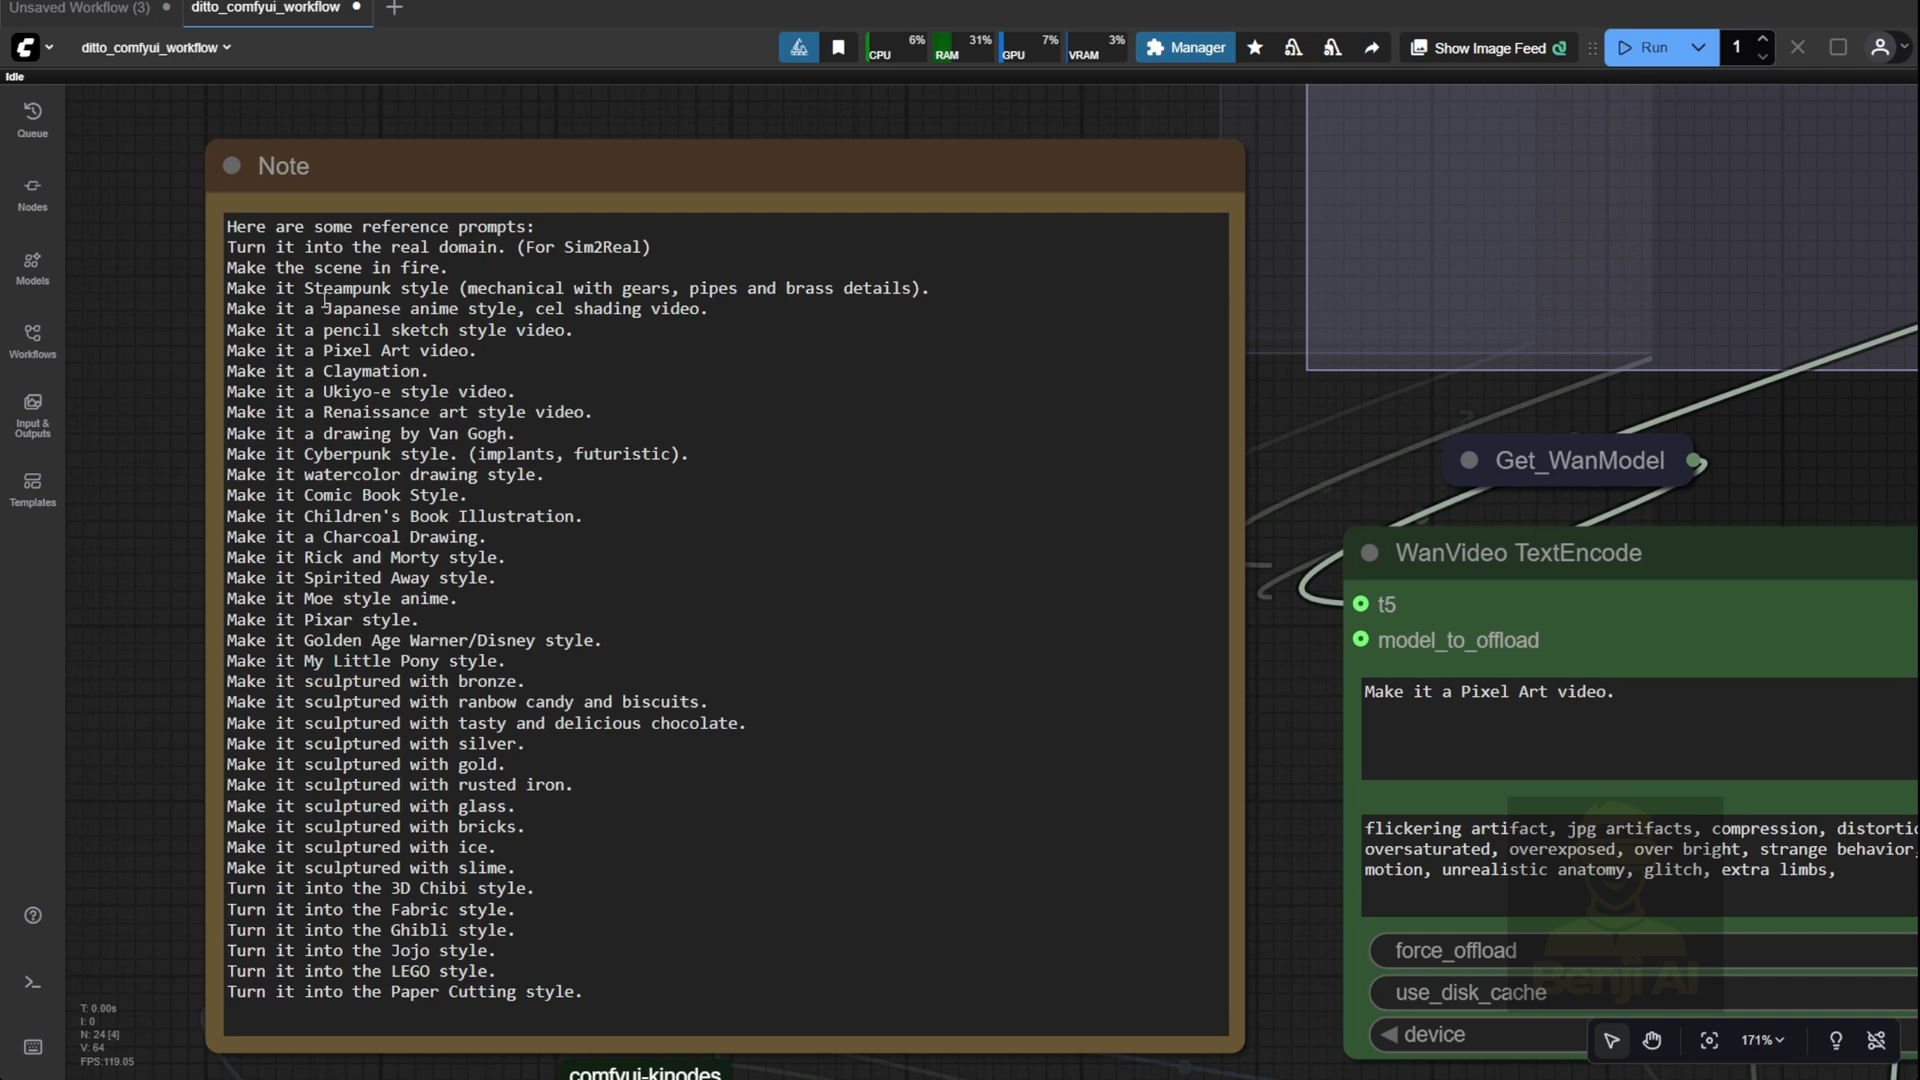 Unsaved Workflow (3)
ditto_comfyui_workflow
ditto_comfyui_workflow
6%
CPU
31%
RAM
7%
GPU
3%
VRAM
Manager
Show Image Feed
Run
1
Idle
Queue
Nodes
Models
Workflows
Input &
Outputs
Templates
Note
Here are some reference prompts:
Turn it into the real domain. (For Sim2Real)
Make the scene in fire.
Make it Steampunk style (mechanical with gears, pipes and brass details).
Make it a Japanese anime style, cel shading video.
Make it a pencil sketch style video.
Make it a Pixel Art video.
Make it a Claymation.
Make it a Ukiyo-e style video.
Make it a Renaissance art style video.
Make it a drawing by Van Gogh.
Make it Cyberpunk style. (implants, futuristic).
Make it watercolor drawing style.
Make it Comic Book Style.
Make it Children's Book Illustration.
Make it a Charcoal Drawing.
Make it Rick and Morty style.
Make it Spirited Away style.
Make it Moe style anime.
Make it Pixar style.
Make it Golden Age Warner/Disney style.
Make it My Little Pony style.
Make it sculptured with bronze.
Make it sculptured with ranbow candy and biscuits.
Make it sculptured with tasty and delicious chocolate.
Make it sculptured with silver.
Make it sculptured with gold.
Make it sculptured with rusted iron.
Make it sculptured with glass.
Make it sculptured with bricks.
Make it sculptured with ice.
Make it sculptured with slime.
Turn it into the 3D Chibi style.
Turn it into the Fabric style.
Turn it into the Ghibli style.
Turn it into the Jojo style.
Turn it into the LEGO style.
Turn it into the Paper Cutting style.
Get_WanModel
WanVideo TextEncode
t5
model_to_offload
Make it a Pixel Art video.
flickering artifact, jpg artifacts, compression, distortio
oversaturated, overexposed, over bright, strange behavior,
motion, unrealistic anatomy, glitch, extra limbs,
force_offload
use_disk_cache
device
Benji AI
171%
T: 0.00s
I: 0
N: 24 [4]
V: 64
FPS:119.05
comfyui-kjnodes